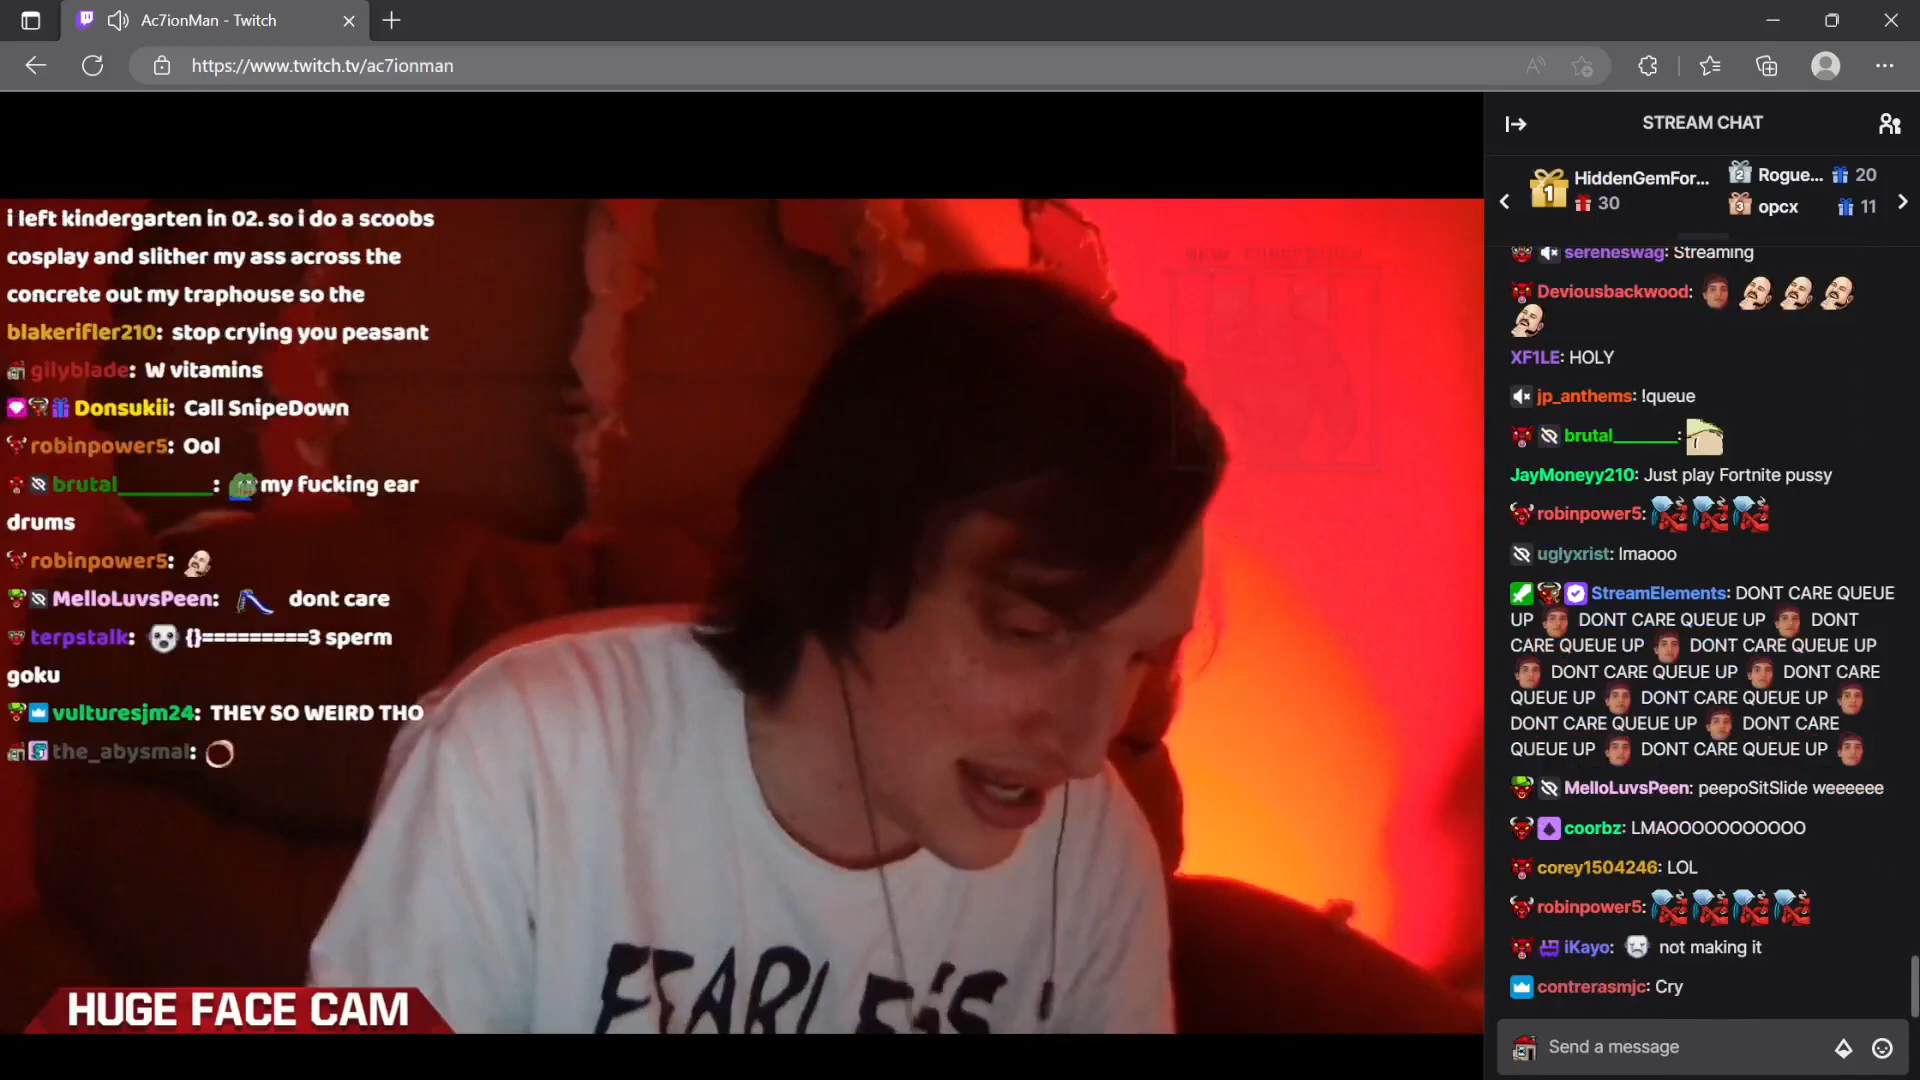 Ac7ionMan - Twitch
https://www.twitch.tv/ac7ionman
i left kindergarten in 02. so i do a scoobs
cosplay and slither my ass across the
concrete out my traphouse so the
blakerifler210: stop crying you peasant
gilyblade: W vitamins
Donsukii: Call SnipeDown
robinpower5: Ool
brutal________: my fucking ear
drums
robinpower5:
MelloLuvsPeen: dont care
terpstalk: {}=========3 sperm
goku
vulturesjm24: THEY SO WEIRD THO
the_abysmal:
FEARLESS
HUGE FACE CAM
STREAM CHAT
1 HiddenGemFor...
30
2 Rogue... 20
3 opcx 11
sereneswag: Streaming
Deviousbackwood:
XF1LE: HOLY
jp_anthems: !queue
brutal________:
JayMoneyy210: Just play Fortnite pussy
robinpower5:
uglyxrist: lmaooo
StreamElements: DONT CARE QUEUE
UP DONT CARE QUEUE UP DONT
CARE QUEUE UP DONT CARE QUEUE UP
DONT CARE QUEUE UP DONT CARE
QUEUE UP DONT CARE QUEUE UP
DONT CARE QUEUE UP DONT CARE
QUEUE UP DONT CARE QUEUE UP
MelloLuvsPeen: peepoSitSlide weeeeee
coorbz: LMAOOOOOOOOOOO
corey1504246: LOL
robinpower5:
iKayo: not making it
contrerasmjc: Cry
Send a message